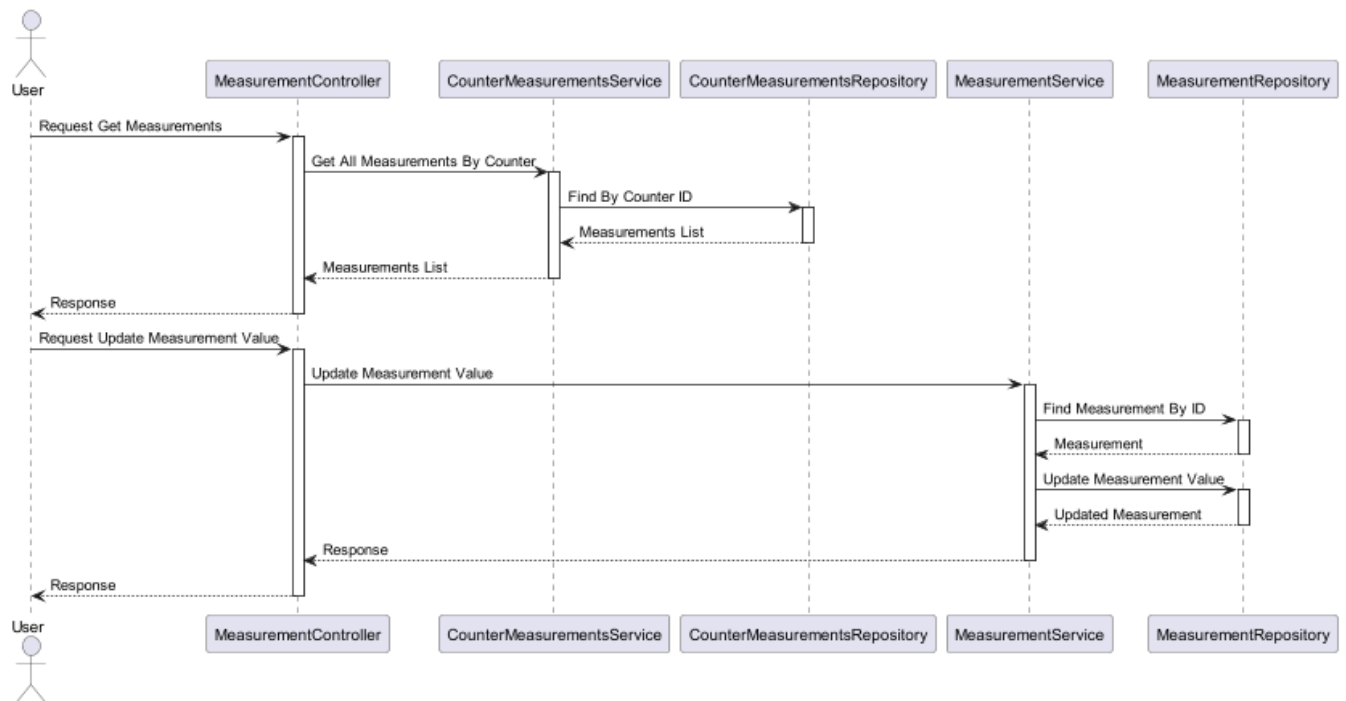 User
MeasurementController
CounterMeasurementsService
CounterMeasurementsRepository
MeasurementService
MeasurementRepository
Request Get Measurements
Get All Measurements By Counter
Find By Counter ID
Measurements List
Measurements List
Response
Request Update Measurement Value
Update Measurement Value
Find Measurement By ID
Measurement
Update Measurement Value
Updated Measurement
Response
Response
User
MeasurementController
CounterMeasurementsService
CounterMeasurementsRepository
MeasurementService
MeasurementRepository